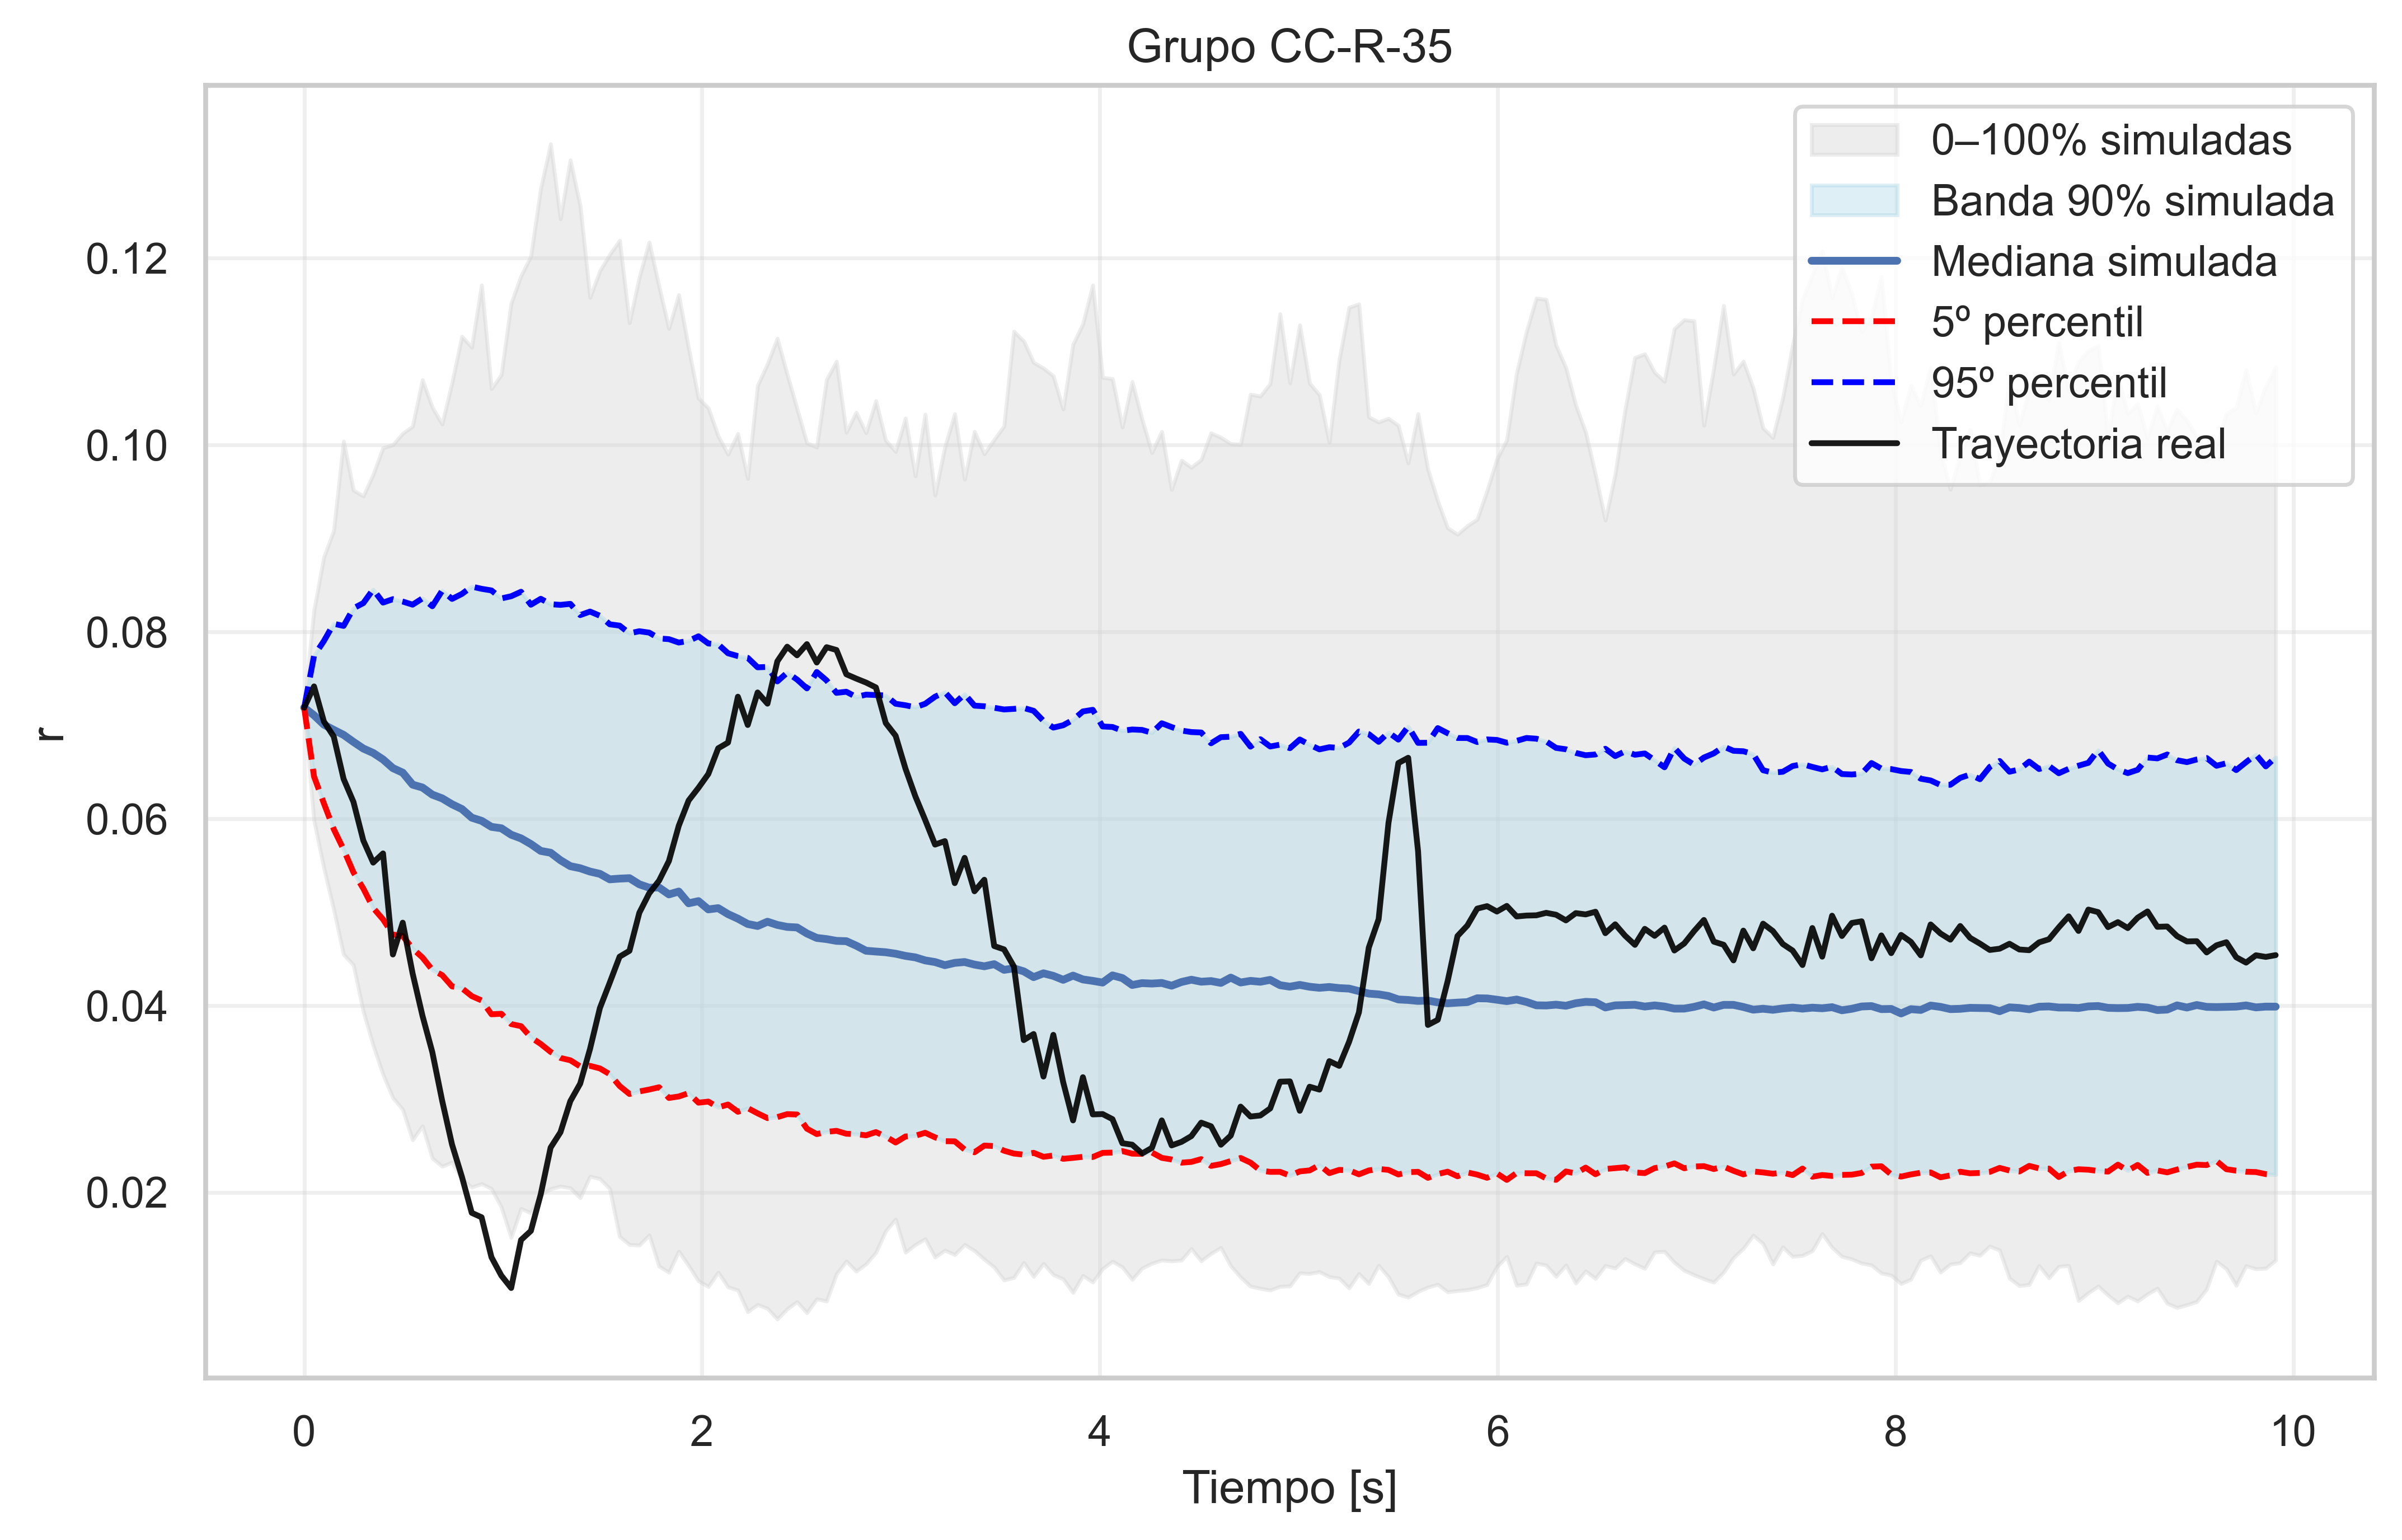 Grupo CC-R-35
0–100% simuladas
Banda 90% simulada
Mediana simulada
5º percentil
95º percentil
Trayectoria real
r
0.12
0.10
0.08
0.06
0.04
0.02
0 2 4 6 8 10
Tiempo [s]